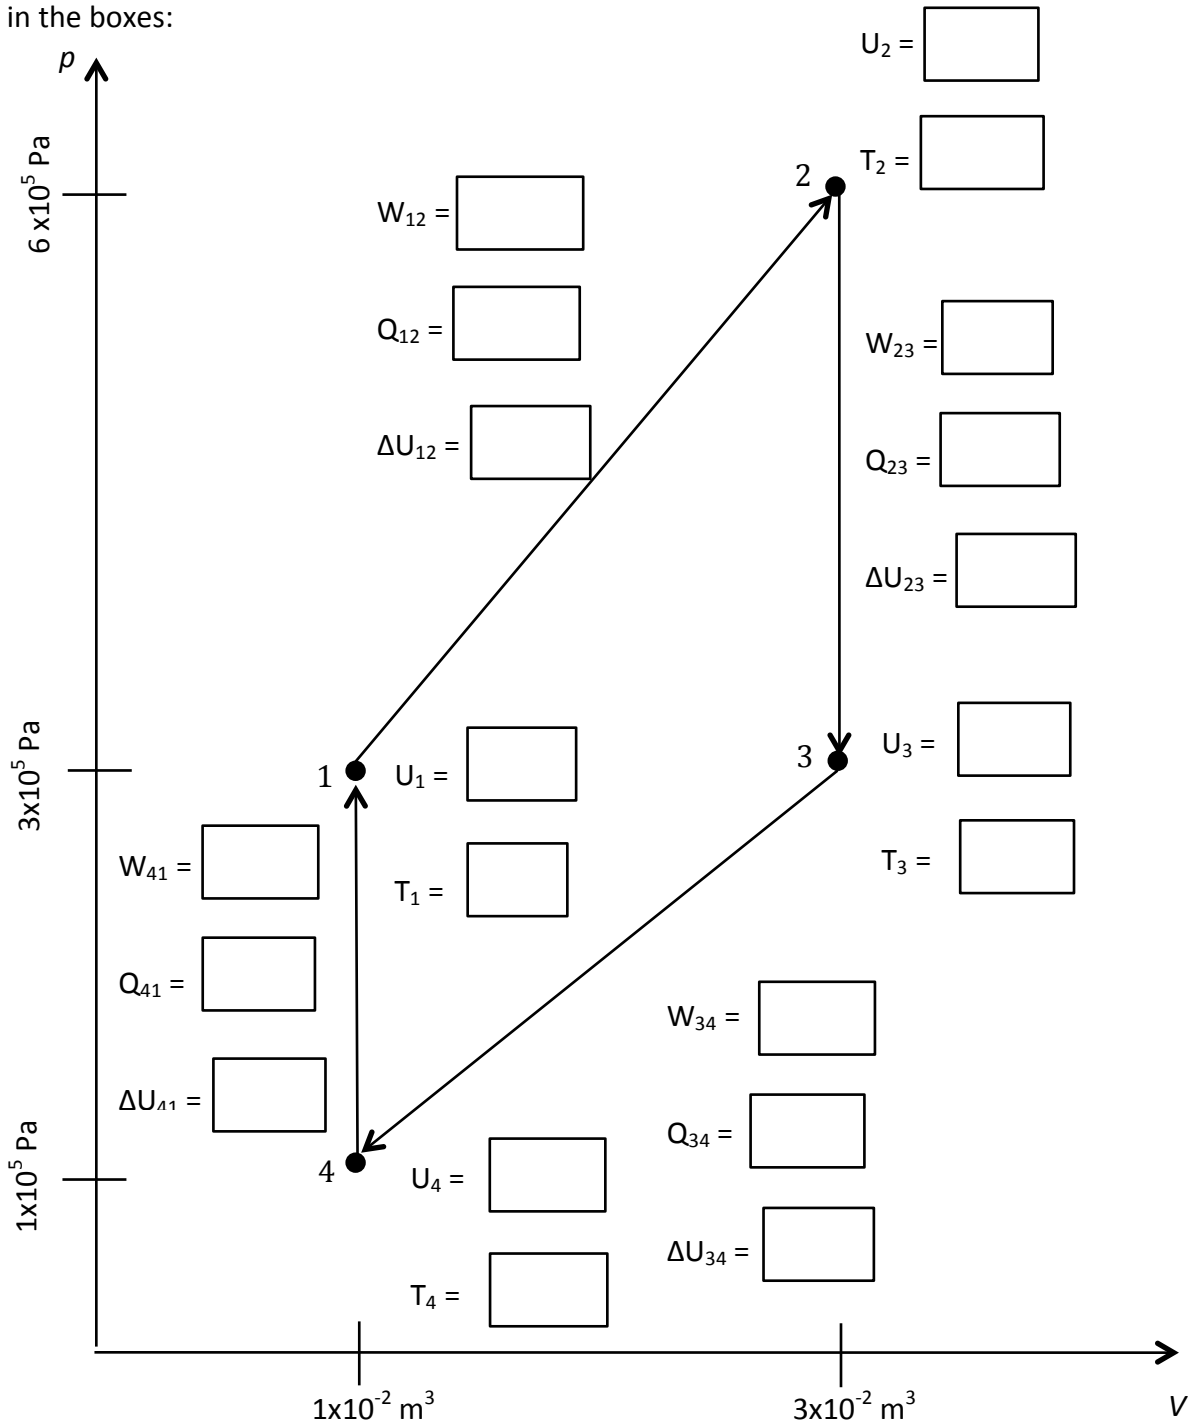 in the boxes:
p
U₂ =
6 x10⁵ Pa
2
T₂ =
W₁₂ =
Q₁₂ =
W₂₃ =
ΔU₁₂ =
Q₂₃ =
ΔU₂₃ =
3x10⁵ Pa
1
U₁ =
3
U₃ =
W₄₁ =
T₁ =
T₃ =
Q₄₁ =
W₃₄ =
ΔU₄₁ =
Q₃₄ =
1x10⁵ Pa
4
U₄ =
ΔU₃₄ =
T₄ =
1x10⁻² m³
3x10⁻² m³
V